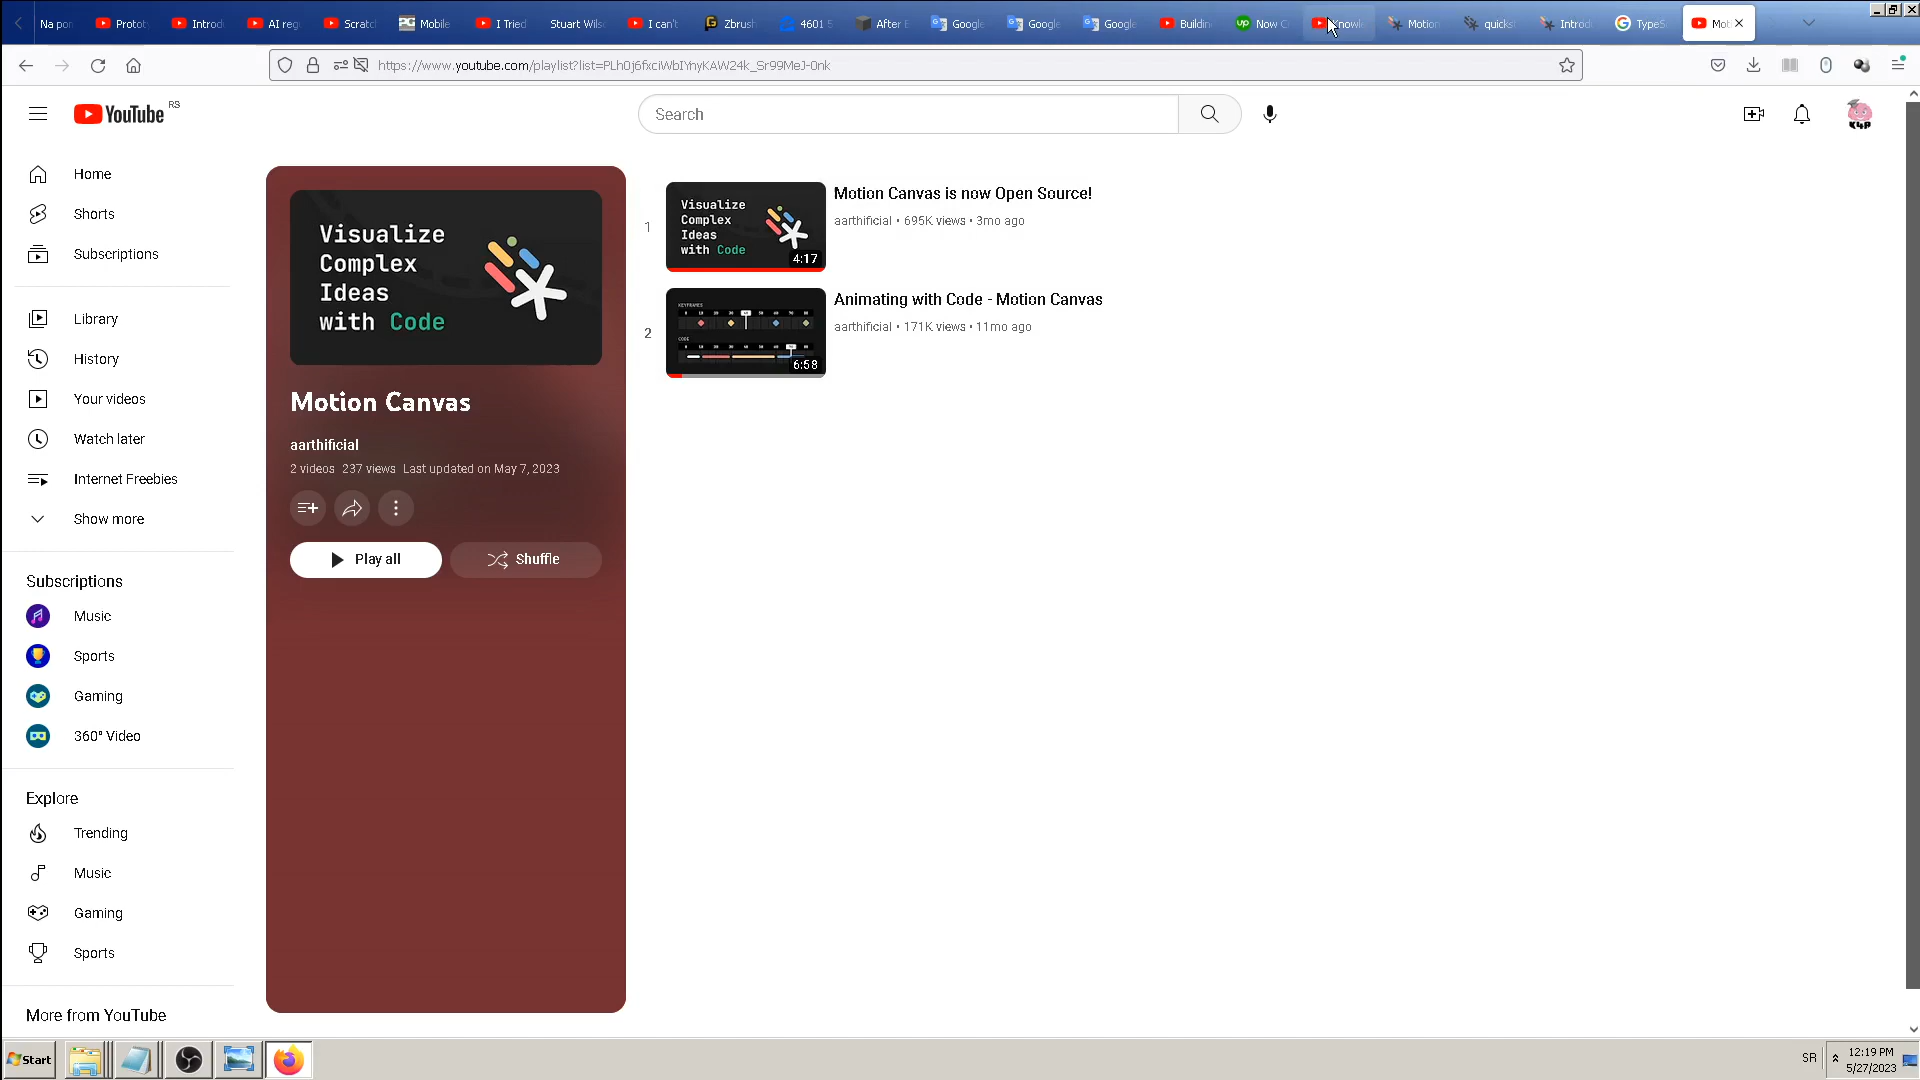 Na pon
Protot
Introdu
AI reg
Scratc
Mobile
I Tried
Stuart Wils
I can't
Zbrus
4601 S
After E
Google
Google
Google
Buildin
Now C
Knowl
Motion
quicks
Introd
TypeS
Mot
https://www.youtube.com/playlist?list=PLh0j6fxciWbIYnyKAW24k_Sr99MeJ-0nk
YouTube RS
Search
Home
Shorts
Subscriptions
Library
History
Your videos
Watch later
Internet Freebies
Show more
Subscriptions
Music
Sports
Gaming
360° Video
Explore
Trending
Music
Gaming
Sports
More from YouTube
Visualize
Complex
Ideas
with Code
Motion Canvas
aarthificial
2 videos 237 views Last updated on May 7, 2023
Play all
Shuffle
1
Visualize
Complex
Ideas
with Code
4:17
Motion Canvas is now Open Source!
aarthificial • 695K views • 3mo ago
2
KEYFRAMES
CODE
6:58
Animating with Code - Motion Canvas
aarthificial • 171K views • 11mo ago
Start
SR
12:19 PM
5/27/2023